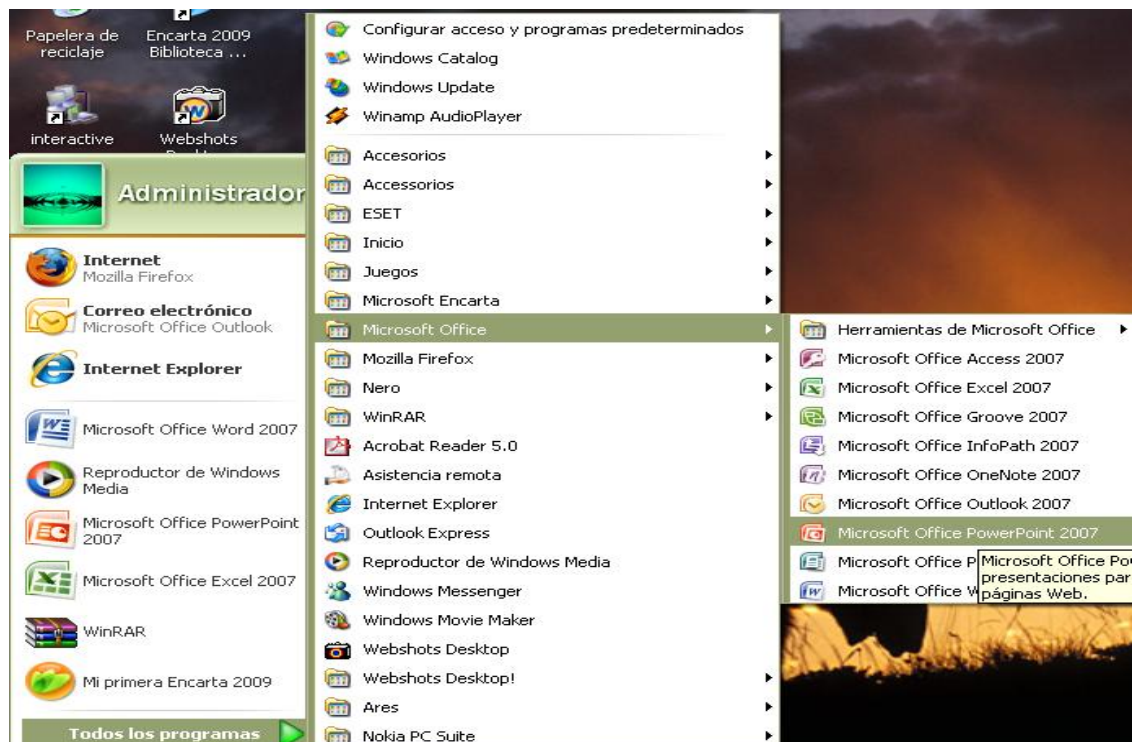 Papelera de
reciclaje
Encarta 2009
Biblioteca ...
interactive
Webshots
Administrador
Internet
Mozilla Firefox
Correo electrónico
Microsoft Office Outlook
Internet Explorer
Microsoft Office Word 2007
Reproductor de Windows
Media
Microsoft Office PowerPoint
2007
Microsoft Office Excel 2007
WinRAR
Mi primera Encarta 2009
Todos los programas
Configurar acceso y programas predeterminados
Windows Catalog
Windows Update
Winamp AudioPlayer
Accesorios
Accessorios
ESET
Inicio
Juegos
Microsoft Encarta
Microsoft Office
Mozilla Firefox
Nero
WinRAR
Acrobat Reader 5.0
Asistencia remota
Internet Explorer
Outlook Express
Reproductor de Windows Media
Windows Messenger
Windows Movie Maker
Webshots Desktop
Webshots Desktop!
Ares
Nokia PC Suite
Herramientas de Microsoft Office
Microsoft Office Access 2007
Microsoft Office Excel 2007
Microsoft Office Groove 2007
Microsoft Office InfoPath 2007
Microsoft Office OneNote 2007
Microsoft Office Outlook 2007
Microsoft Office PowerPoint 2007
Microsoft Office P
Microsoft Office W
Microsoft Office Po
presentaciones par
páginas Web.